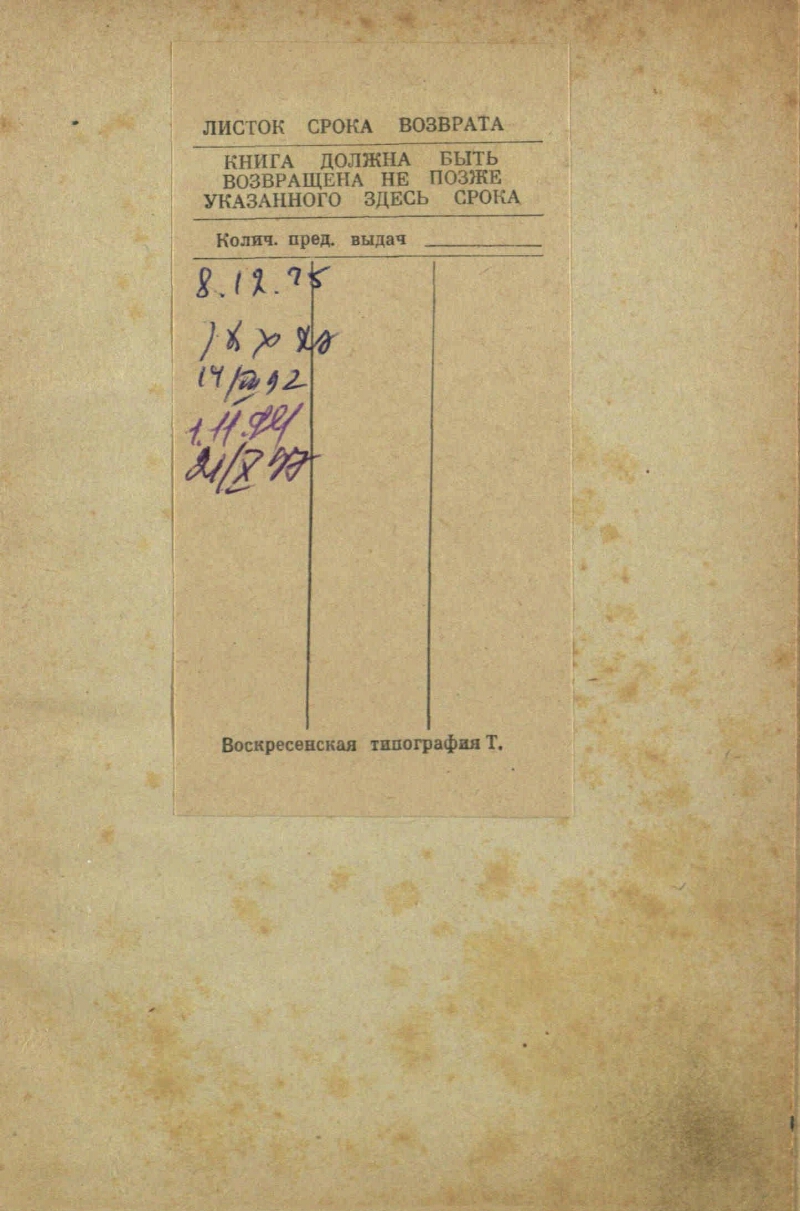 ЛИСТОК СРОКА ВОЗВРАТА
КНИГА ДОЛЖНА БЫТЬ
ВОЗВРАЩЕНА НЕ ПОЗЖЕ
УКАЗАННОГО ЗДЕСЬ СРОКА
Колич. пред. выдач
8.12.75
Воскресенская типография Т.